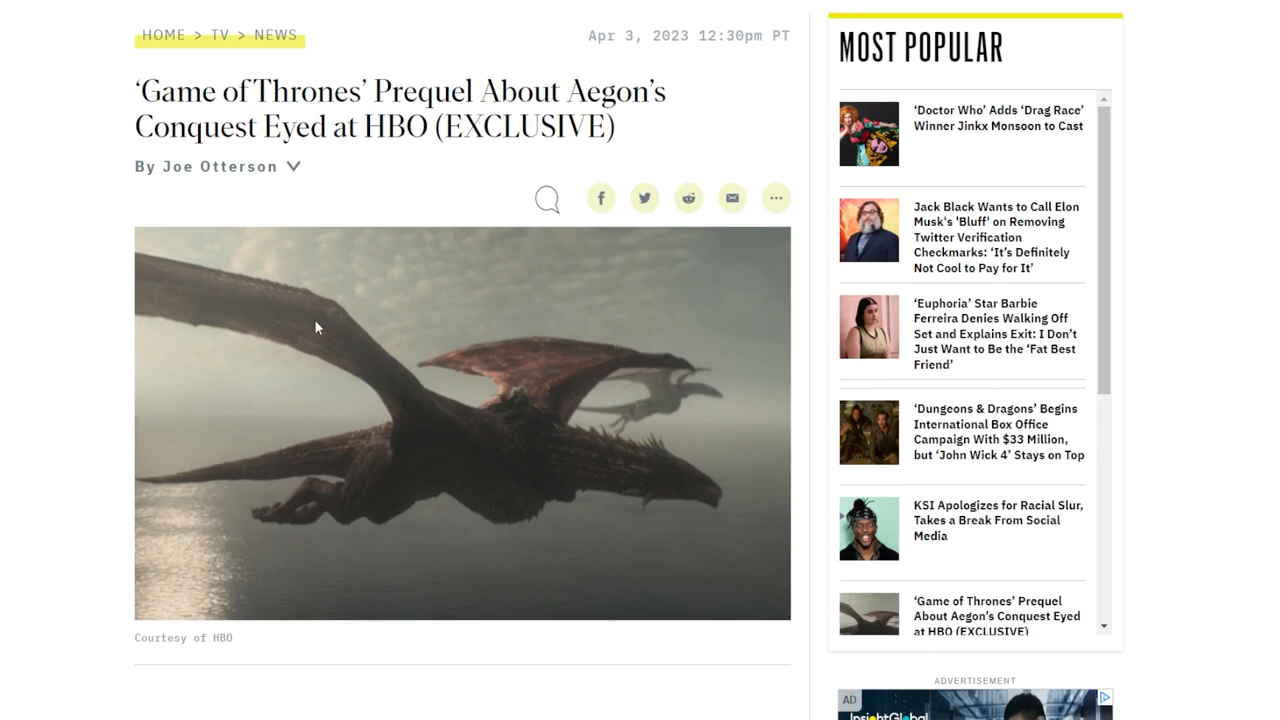 HOME > TV > NEWS
Apr 3, 2023 12:30pm PT
‘Game of Thrones’ Prequel About Aegon’s
Conquest Eyed at HBO (EXCLUSIVE)
By Joe Otterson
Courtesy of HBO
MOST POPULAR
‘Doctor Who’ Adds ‘Drag Race’
Winner Jinkx Monsoon to Cast
Jack Black Wants to Call Elon
Musk's 'Bluff' on Removing
Twitter Verification
Checkmarks: ‘It’s Definitely
Not Cool to Pay for It’
‘Euphoria’ Star Barbie
Ferreira Denies Walking Off
Set and Explains Exit: I Don’t
Just Want to Be the ‘Fat Best
Friend’
‘Dungeons & Dragons’ Begins
International Box Office
Campaign With $33 Million,
but ‘John Wick 4’ Stays on Top
KSI Apologizes for Racial Slur,
Takes a Break From Social
Media
‘Game of Thrones’ Prequel
About Aegon’s Conquest Eyed
at HBO (EXCLUSIVE)
ADVERTISEMENT
AD
InsightGlobal